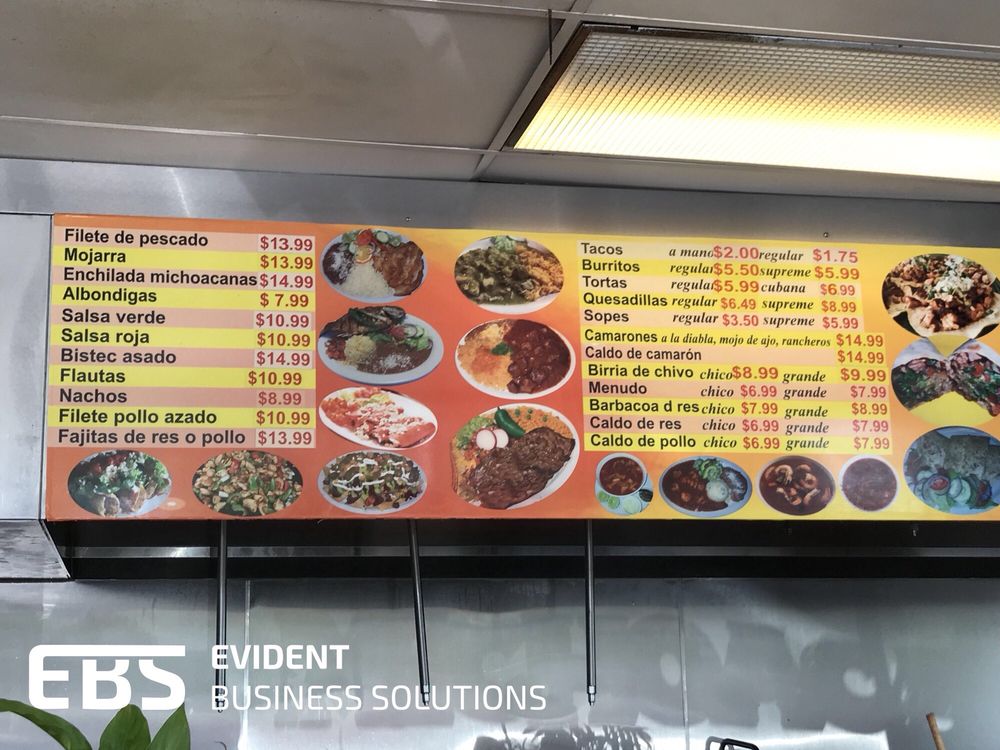 Filete de pescado $13.99
Mojarra $13.99
Enchilada michoacanas $14.99
Albondigas $ 7.99
Salsa verde $10.99
Salsa roja $10.99
Bistec asado $14.99
Flautas $10.99
Nachos $8.99
Filete pollo azado $10.99
Fajitas de res o pollo $13.99
Tacos a mano $2.00 regular $1.75
Burritos regular $5.50 supreme $5.99
Tortas regular $5.99 cubana $6.99
Quesadillas regular $6.49 supreme $8.99
Sopes regular $3.50 supreme $5.99
Camarones a la diabla, mojo de ajo, rancheros $14.99
Caldo de camarón $14.99
Birria de chivo chico $8.99 grande $9.99
Menudo chico $6.99 grande $7.99
Barbacoa d res chico $7.99 grande $8.99
Caldo de res chico $6.99 grande $7.99
Caldo de pollo chico $6.99 grande $7.99
EBS EVIDENT
BUSINESS SOLUTIONS